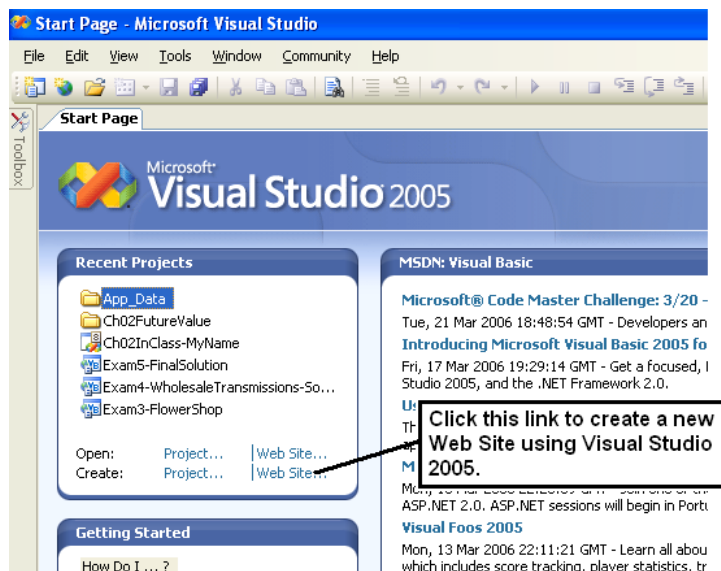 Start Page - Microsoft Visual Studio
File Edit View Tools Window Community Help
Toolbox
Start Page
Microsoft
Visual Studio 2005
Recent Projects
App_Data
Ch02FutureValue
Ch02InClass-MyName
Exam5-FinalSolution
Exam4-WholesaleTransmissions-So...
Exam3-FlowerShop
Open: Project... Web Site...
Create: Project... Web Site...
Getting Started
How Do I ... ?
MSDN: Visual Basic
Microsoft® Code Master Challenge: 3/20 -
Tue, 21 Mar 2006 18:48:54 GMT - Developers an
Introducing Microsoft Visual Basic 2005 fo
Fri, 17 Mar 2006 19:29:14 GMT - Get a focused,
Studio 2005, and the .NET Framework 2.0.
Click this link to create a new
Web Site using Visual Studio
2005.
ASP.NET 2.0. ASP.NET sessions will begin in Portu
Visual Foos 2005
Mon, 13 Mar 2006 22:11:21 GMT - Learn all abou
which includes score tracking, player statistics, tr